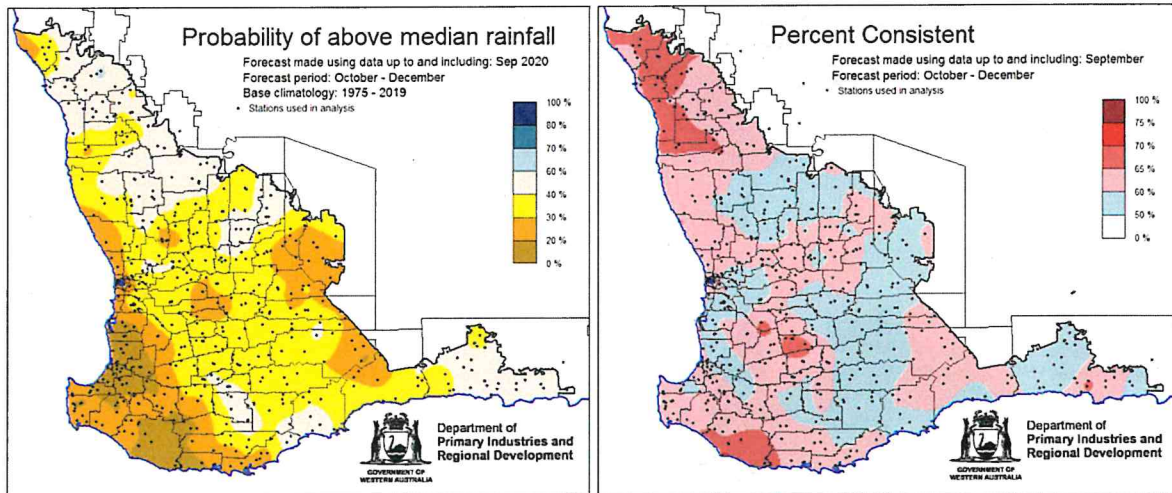 Probability of above median rainfall
Forecast made using data up to and including: Sep 2020
Forecast period: October - December
Base climatology: 1975 - 2019
• Stations used in analysis
100 %
80 %
70 %
60 %
40 %
30 %
20 %
0 %
GOVERNMENT OF
WESTERN AUSTRALIA
Department of
Primary Industries and
Regional Development
Percent Consistent
Forecast made using data up to and including: September
Forecast period: October - December
• Stations used in analysis
100 %
75 %
70 %
65 %
60 %
50 %
0 %
GOVERNMENT OF
WESTERN AUSTRALIA
Department of
Primary Industries and
Regional Development